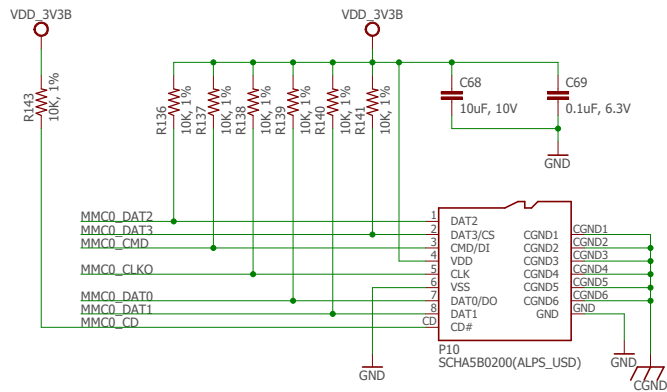 VDD_3V3B
VDD_3V3B
R143
10K, 1%
R136
10K, 1%
R137
10K, 1%
R138
10K, 1%
R139
10K, 1%
R140
10K, 1%
R141
10K, 1%
C68
10uF, 10V
C69
0.1uF, 6.3V
GND
MMC0_DAT2
MMC0_DAT3
MMC0_CMD
MMC0_CLKO
MMC0_DAT0
MMC0_DAT1
MMC0_CD
1 DAT2
2 DAT3/CS
3 CMD/DI
4 VDD
5 CLK
6 VSS
7 DAT0/DO
8 DAT1
CD CD#
CGND1 CGND1
CGND2 CGND2
CGND3 CGND3
CGND4 CGND4
CGND5 CGND5
CGND6 CGND6
GND GND
P10
SCHA5B0200(ALPS_USD)
GND
GND
CGND